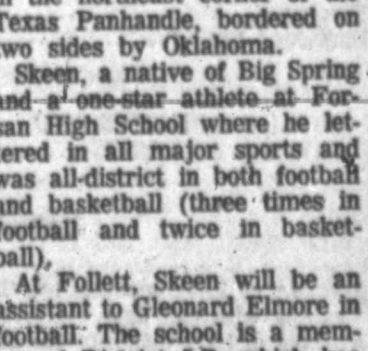 Texas Panhandle, bordered on
two sides by Oklahoma.
Skeen, a native of Big Spring
and a one-star athlete at For-
san High School where he let-
tered in all major sports and
was all-district in both football
and basketball (three times in
football and twice in basket-
ball).
At Follett, Skeen will be an
assistant to Gleonard Elmore in
football. The school is a mem-